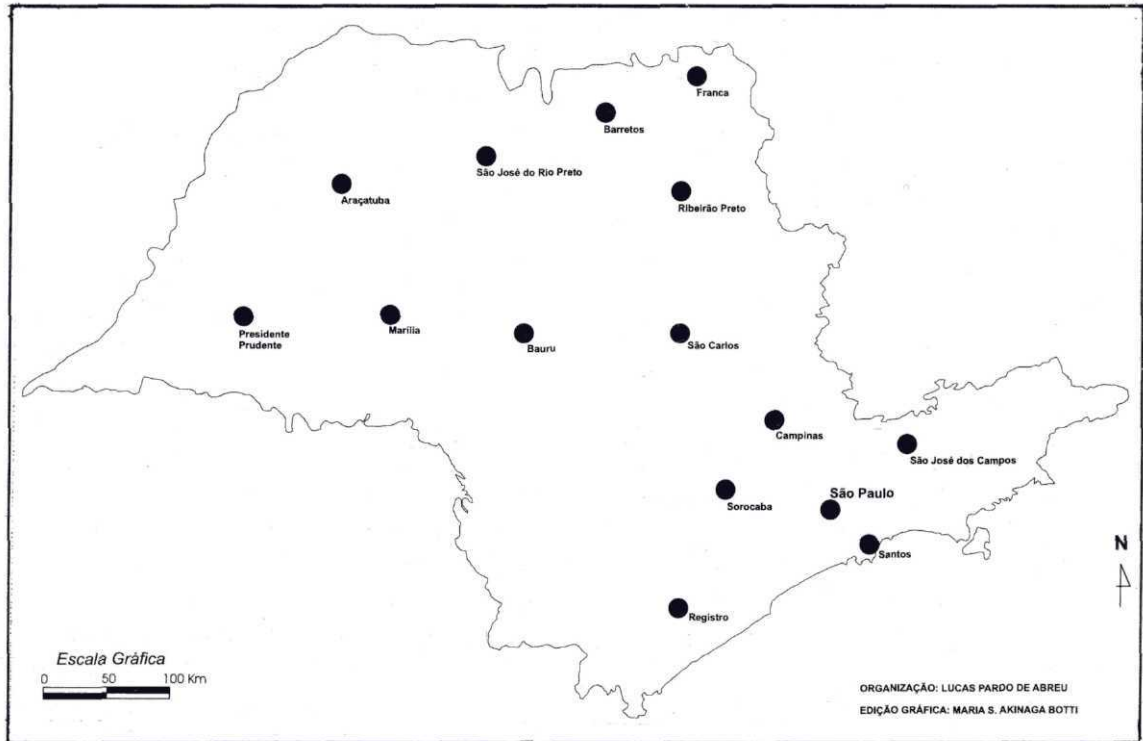 Franca
Barretos
São José do Rio Preto
Araçatuba
Ribeirão Preto
Presidente
Prudente
Marília
Bauru
São Carlos
Campinas
São José dos Campos
São Paulo
Sorocaba
Santos
N
Registro
Escala Gráfica
0 50 100 Km
ORGANIZAÇÃO: LUCAS PARDO DE ABREU
EDIÇÃO GRÁFICA: MARIA S. AKINAGA BOTTI